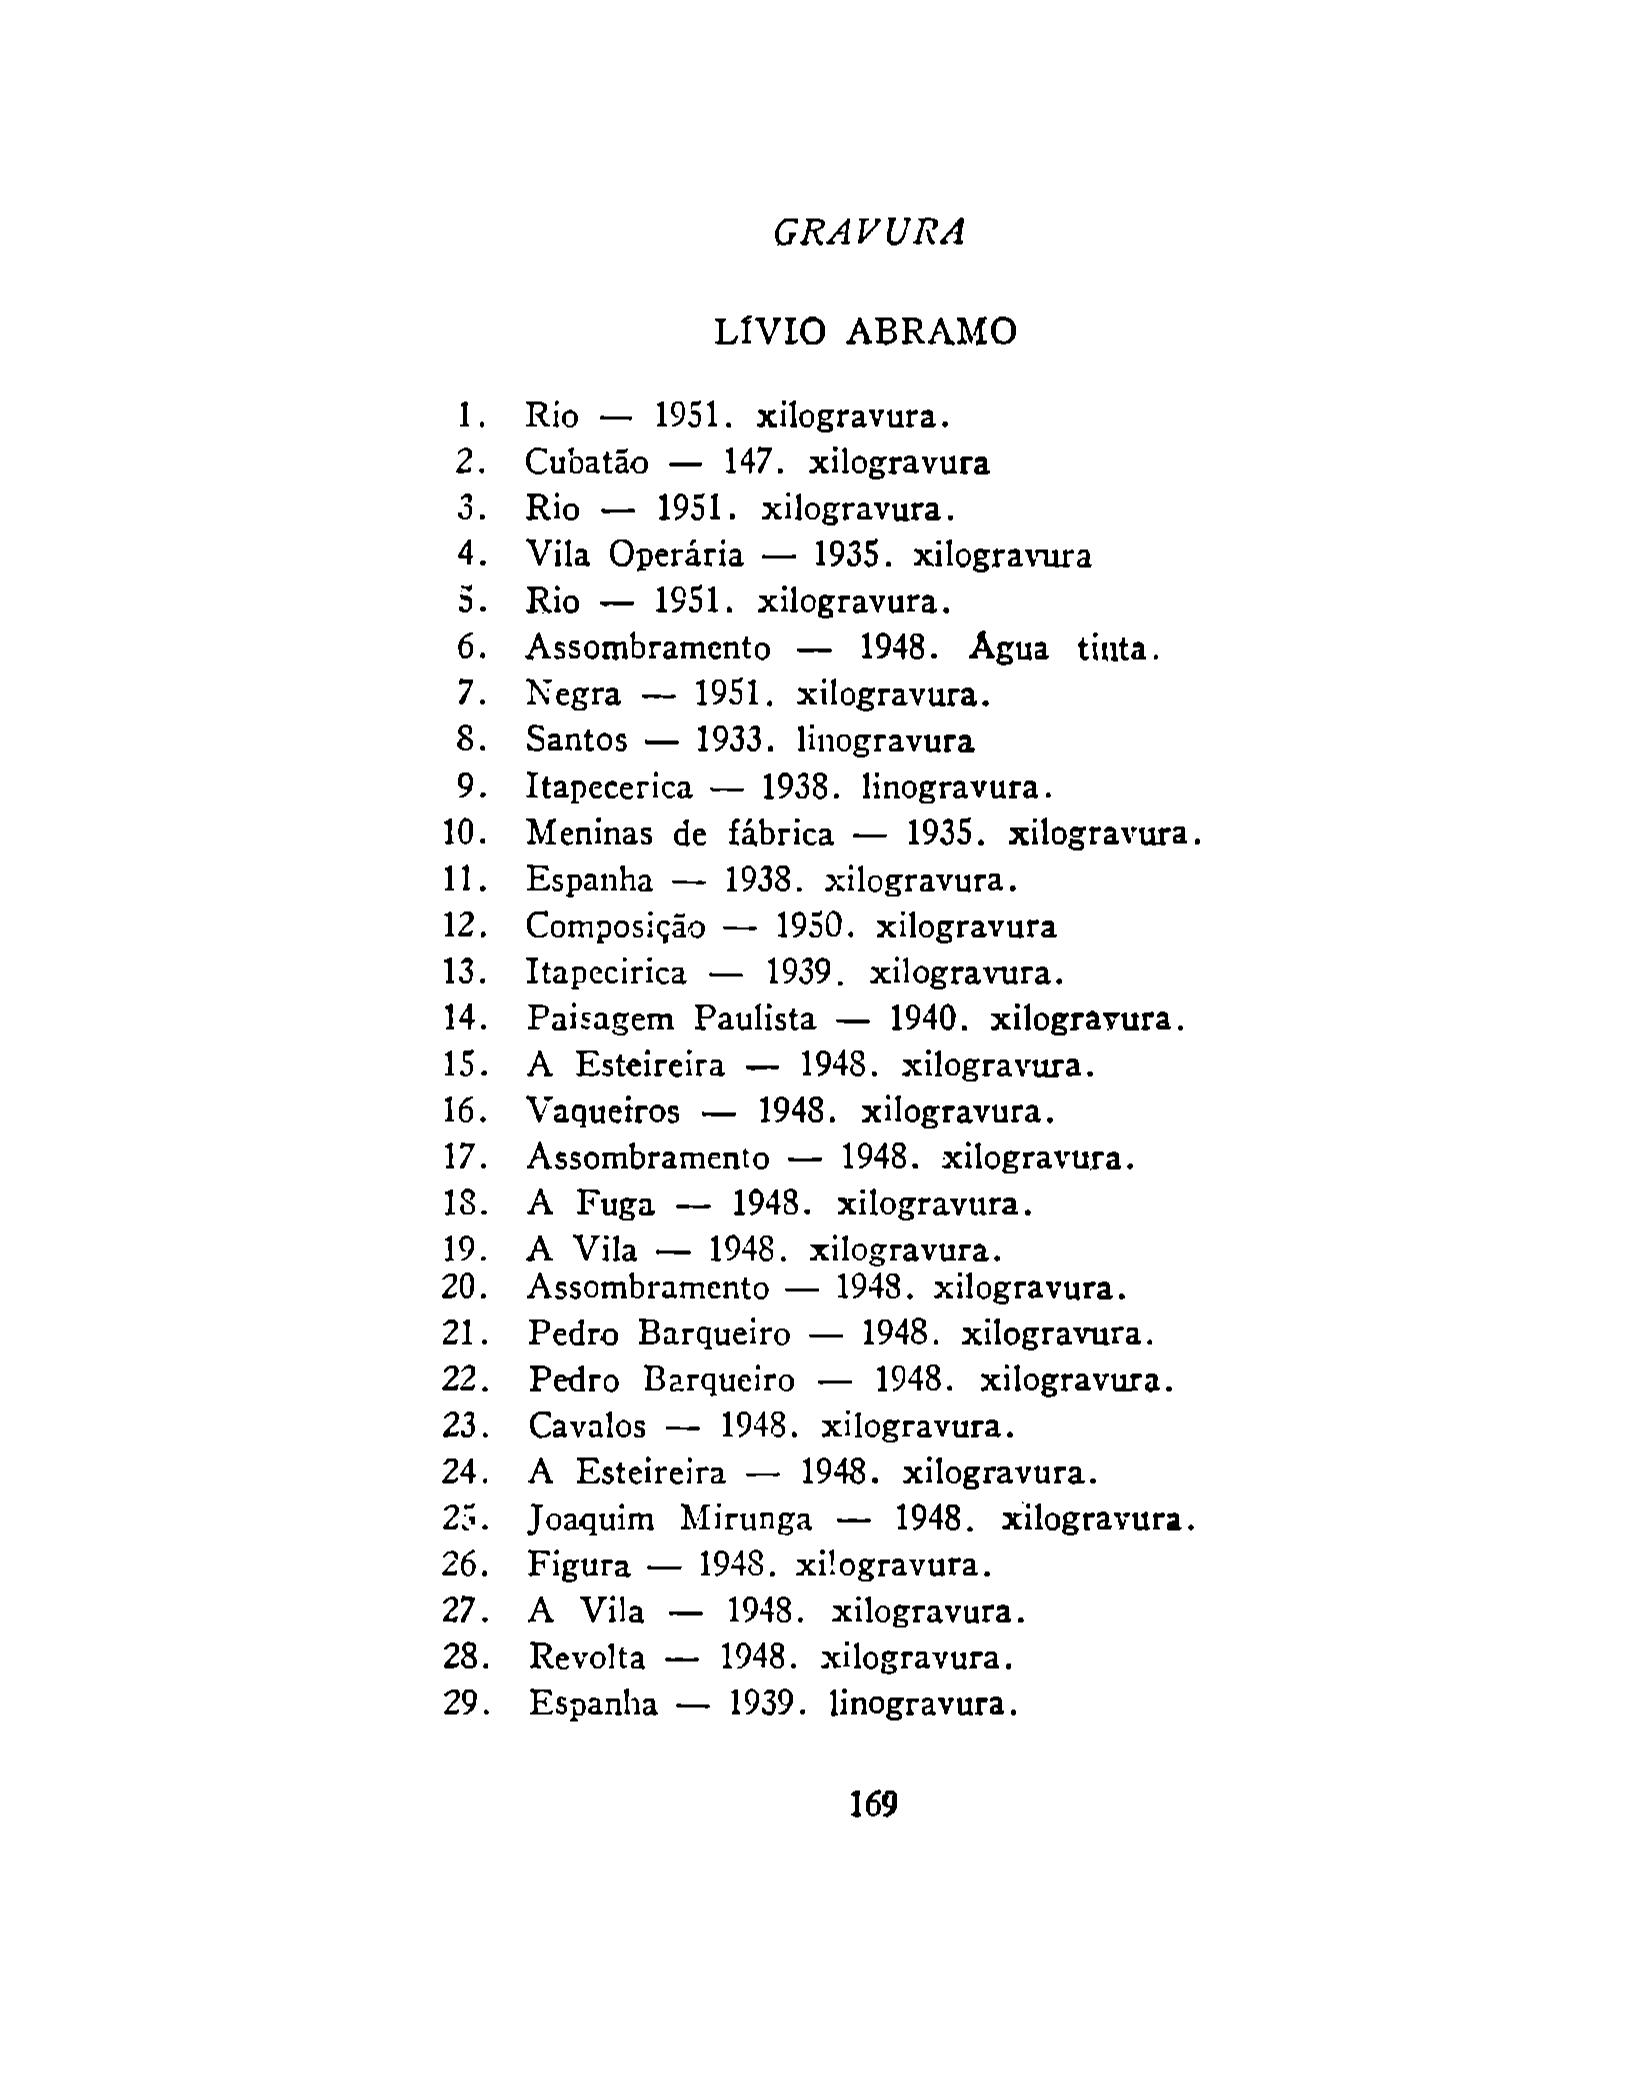 GRAVURA
LÍVIO ABRAMO
1. Rio — 1951. xilogravura.
2. Cubatão — 147. xilogravura
3. Rio — 1951. xilogravura.
4. Vila Operária — 1935. xilogravura
5. Rio — 1951. xilogravura.
6. Assombramento — 1948. Água tinta.
7. Negra — 1951. xilogravura.
8. Santos — 1933. linogravura
9. Itapecerica — 1938. linogravura.
10. Meninas de fábrica — 1935. xilogravura.
11. Espanha — 1938. xilogravura.
12. Composição — 1950. xilogravura
13. Itapecirica — 1939. xilogravura.
14. Paisagem Paulista — 1940. xilogravura.
15. A Esteireira — 1948. xilogravura.
16. Vaqueiros — 1948. xilogravura.
17. Assombramento — 1948. xilogravura.
18. A Fuga — 1948. xilogravura.
19. A Vila — 1948. xilogravura.
20. Assombramento — 1948. xilogravura.
21. Pedro Barqueiro — 1948. xilogravura.
22. Pedro Barqueiro — 1948. xilogravura.
23. Cavalos — 1948. xilogravura.
24. A Esteireira — 1948. xilogravura.
25. Joaquim Mirunga — 1948. xilogravura.
26. Figura — 1948. xilogravura.
27. A Vila — 1948. xilogravura.
28. Revolta — 1948. xilogravura.
29. Espanha — 1939. linogravura.
169